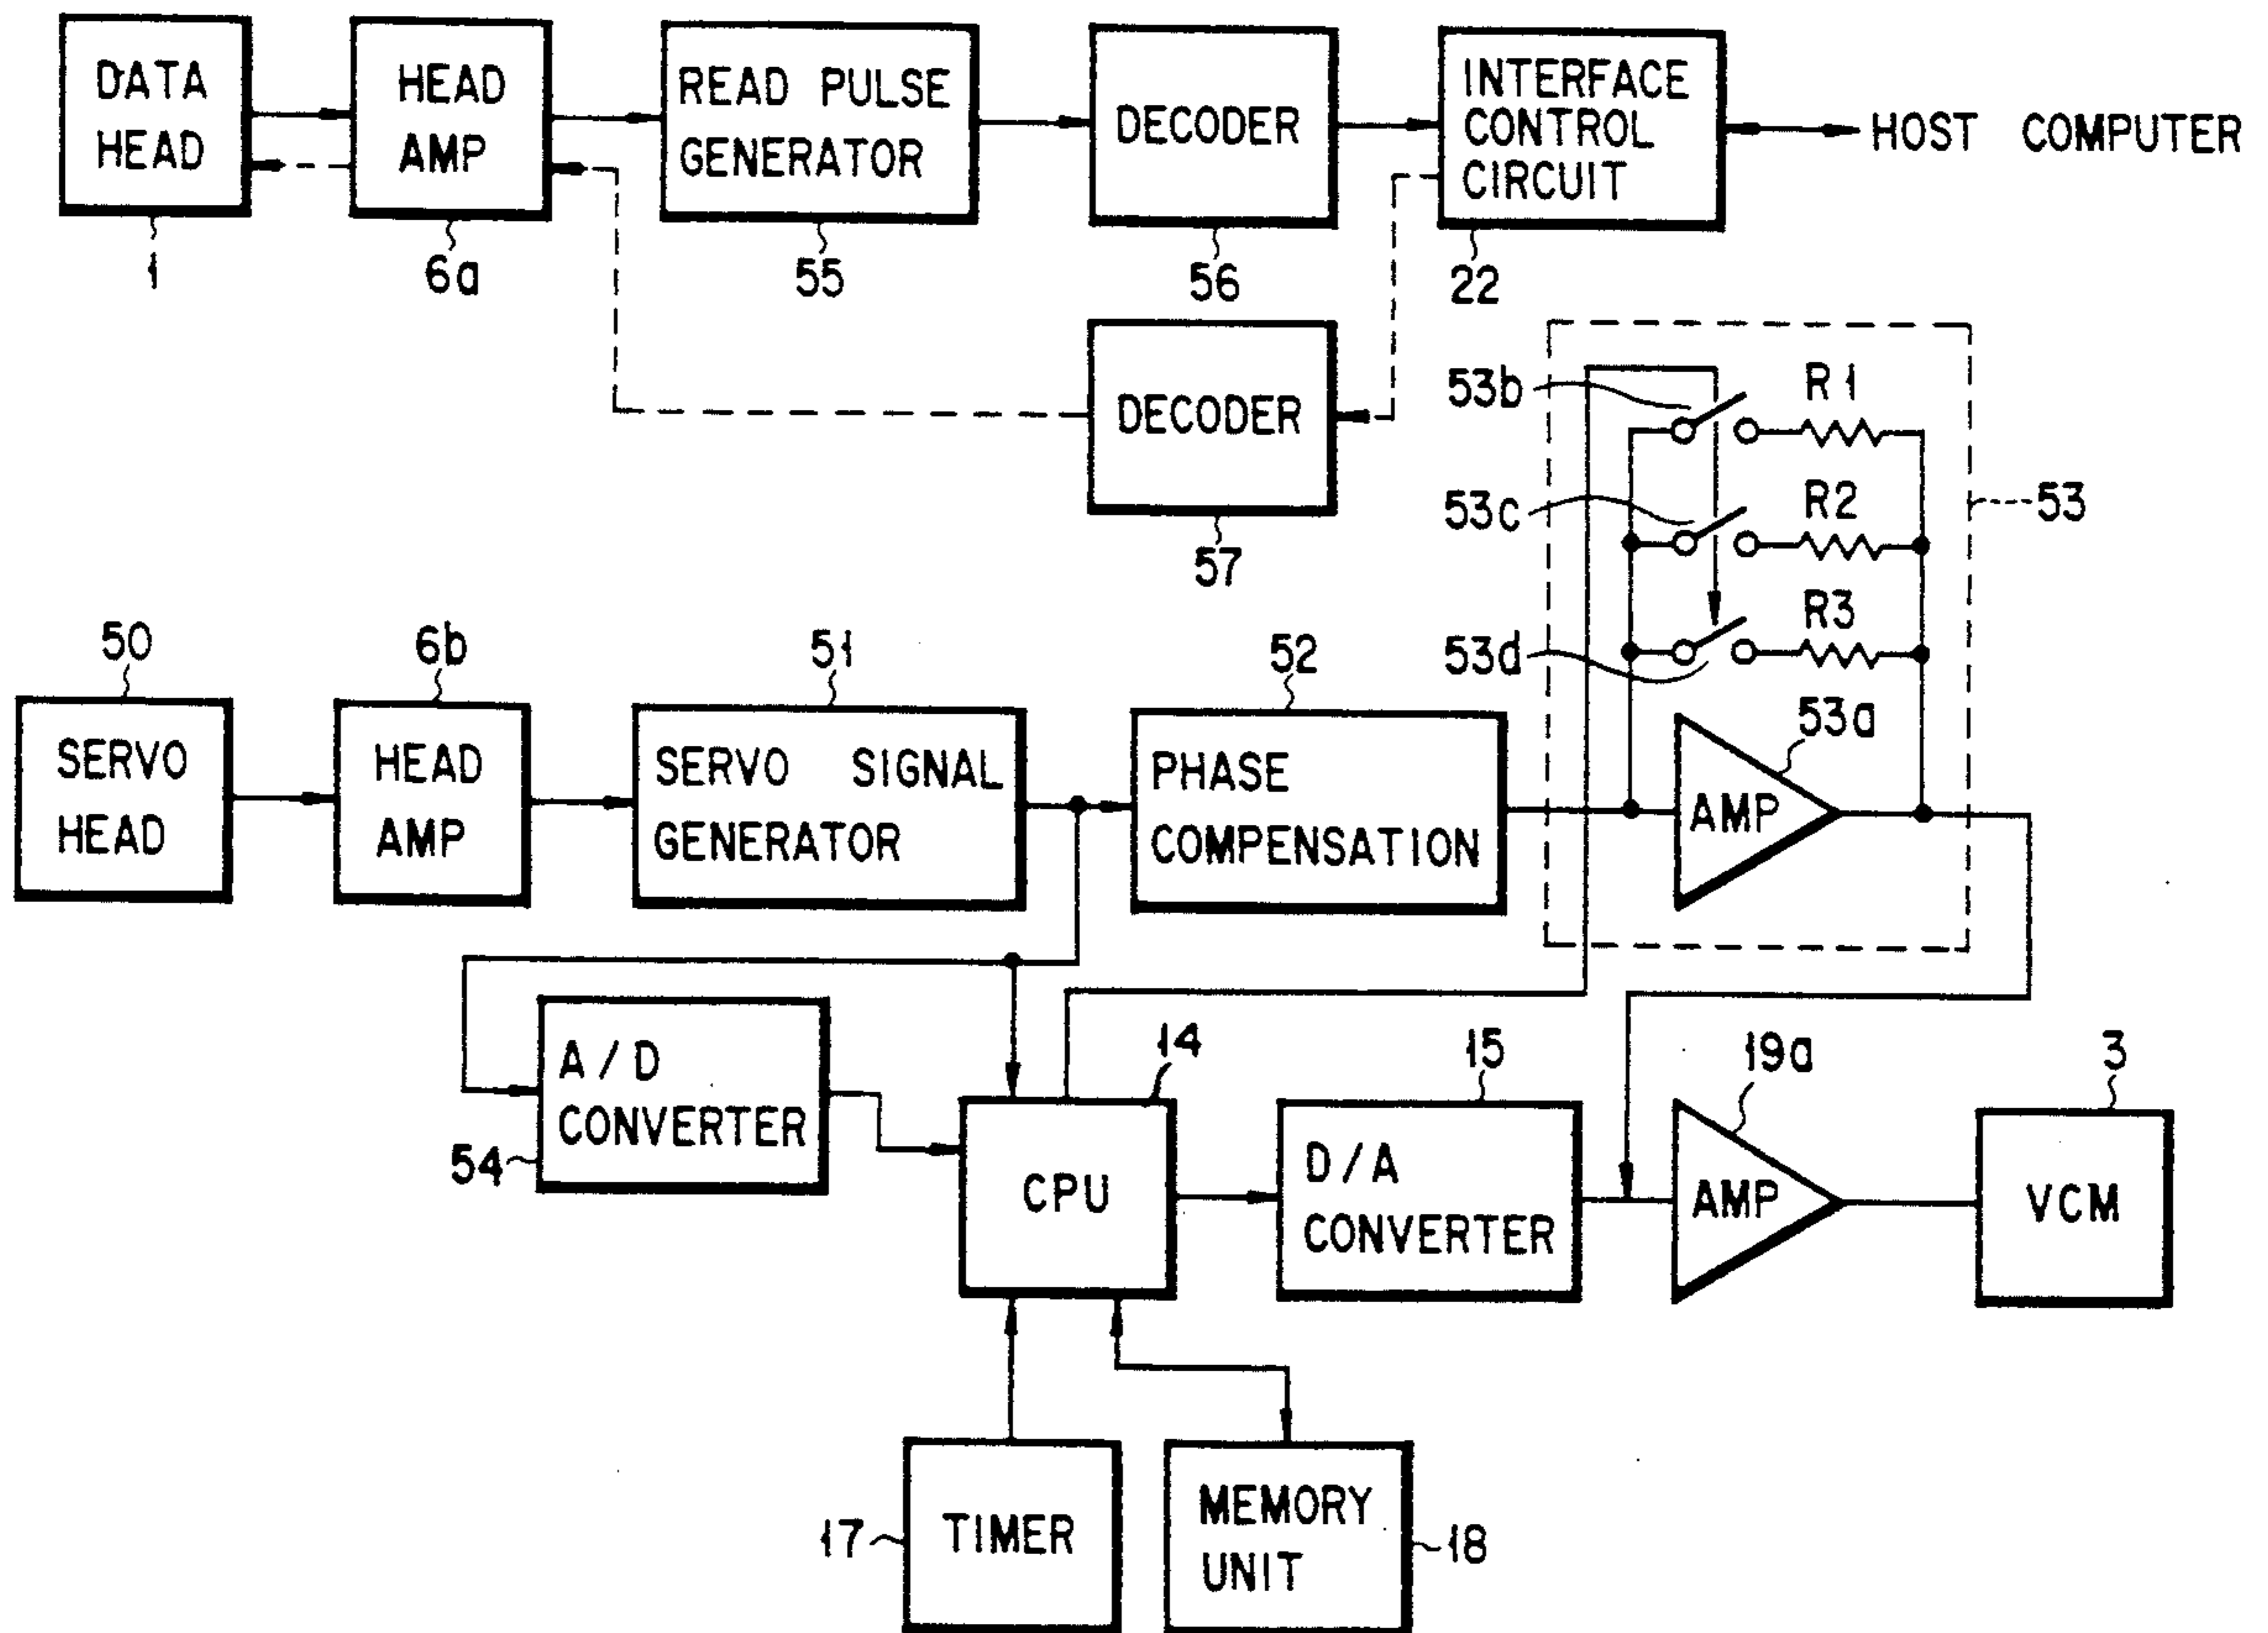 DATA
HEAD
HEAD
AMP
READ PULSE
GENERATOR
DECODER
INTERFACE
CONTROL
CIRCUIT
HOST COMPUTER
1
6a
55
56
22
DECODER
57
53b
R1
53c
R2
53
53d
R3
53a
AMP
50
6b
51
52
SERVO
HEAD
HEAD
AMP
SERVO SIGNAL
GENERATOR
PHASE
COMPENSATION
A/D
CONVERTER
54
14
CPU
15
D/A
CONVERTER
19a
AMP
3
VCM
17
TIMER
MEMORY
UNIT
18